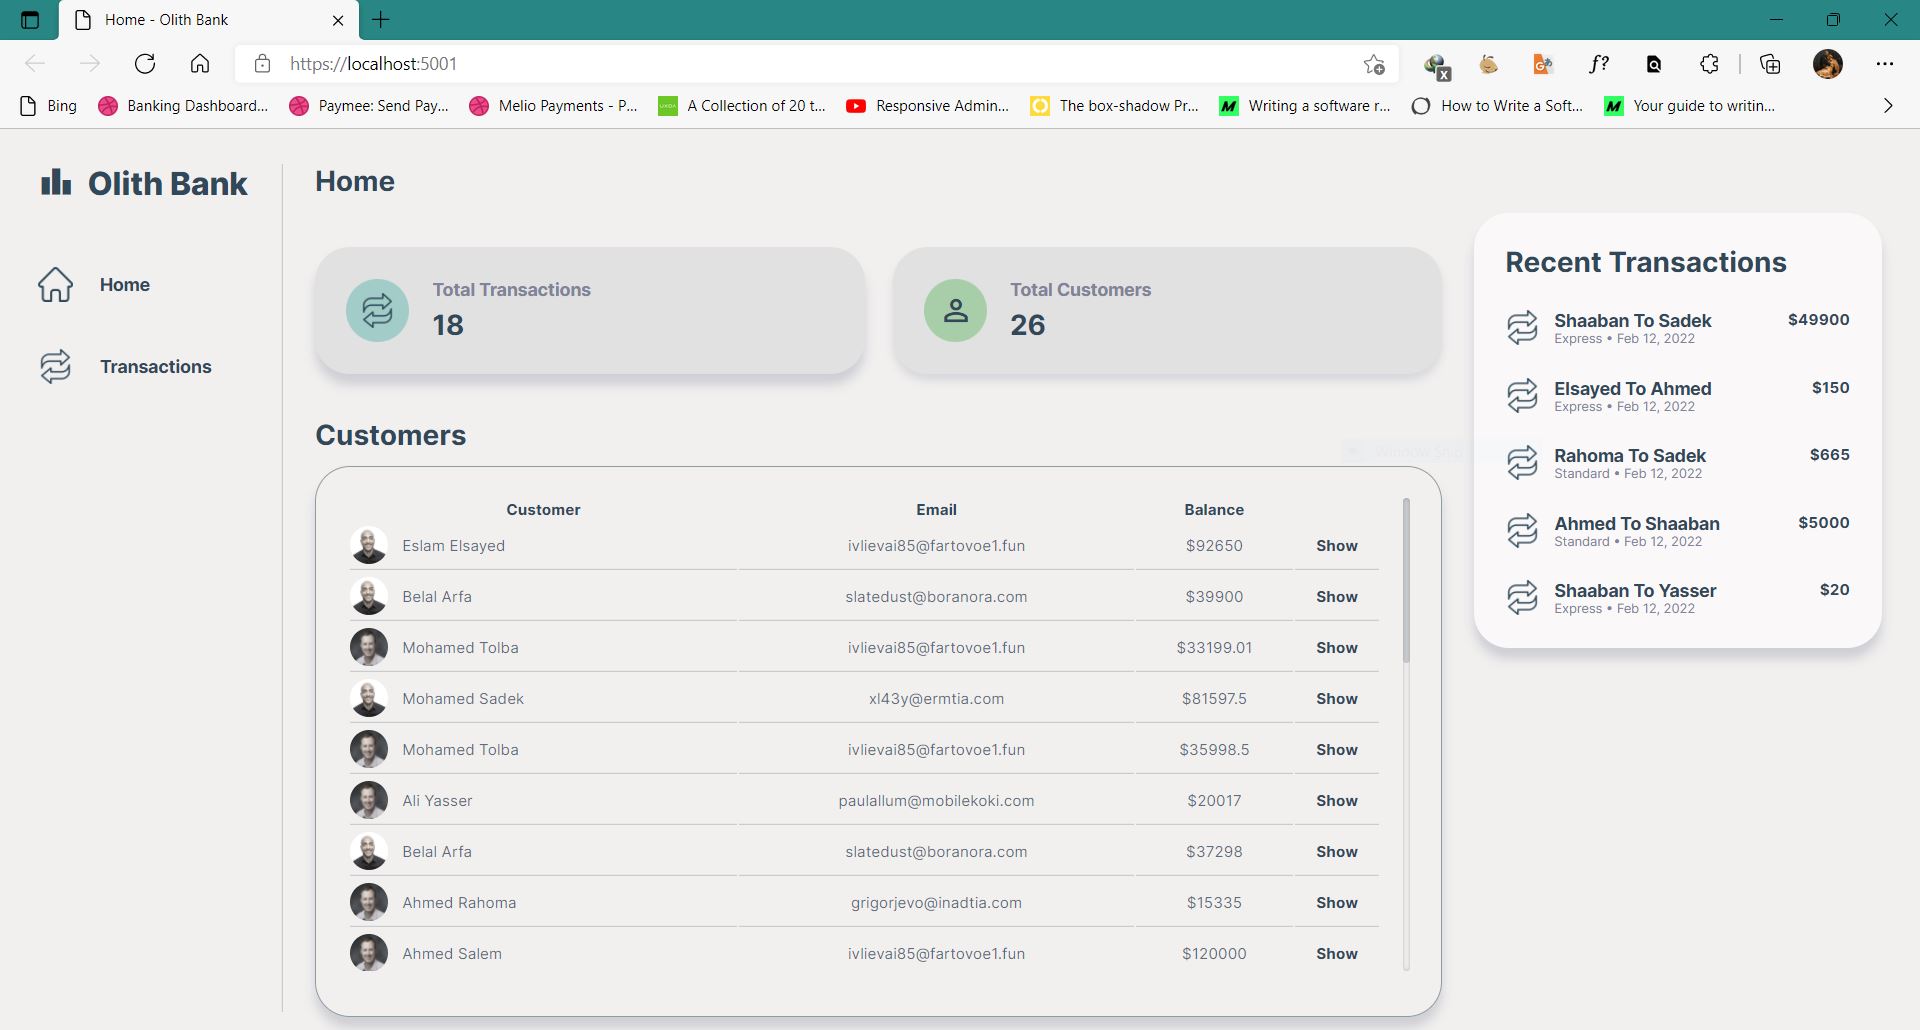 Home - Olith Bank
https://localhost:5001
Bing
Banking Dashboard...
Paymee: Send Pay...
Melio Payments - P...
A Collection of 20 t...
Responsive Admin...
The box-shadow Pr...
Writing a software r...
How to Write a Soft...
Your guide to writin...
Olith Bank
Home
Transactions
Home
Total Transactions
18
Total Customers
26
Customers
Customer Email Balance
Eslam Elsayed ivlievai85@fartovoe1.fun $92650 Show
Belal Arfa slatedust@boranora.com $39900 Show
Mohamed Tolba ivlievai85@fartovoe1.fun $33199.01 Show
Mohamed Sadek xl43y@ermtia.com $81597.5 Show
Mohamed Tolba ivlievai85@fartovoe1.fun $35998.5 Show
Ali Yasser paulallum@mobilekoki.com $20017 Show
Belal Arfa slatedust@boranora.com $37298 Show
Ahmed Rahoma grigorjevo@inadtia.com $15335 Show
Ahmed Salem ivlievai85@fartovoe1.fun $120000 Show
Recent Transactions
Shaaban To Sadek $49900
Express • Feb 12, 2022
Elsayed To Ahmed $150
Express • Feb 12, 2022
Rahoma To Sadek $665
Standard • Feb 12, 2022
Ahmed To Shaaban $5000
Standard • Feb 12, 2022
Shaaban To Yasser $20
Express • Feb 12, 2022